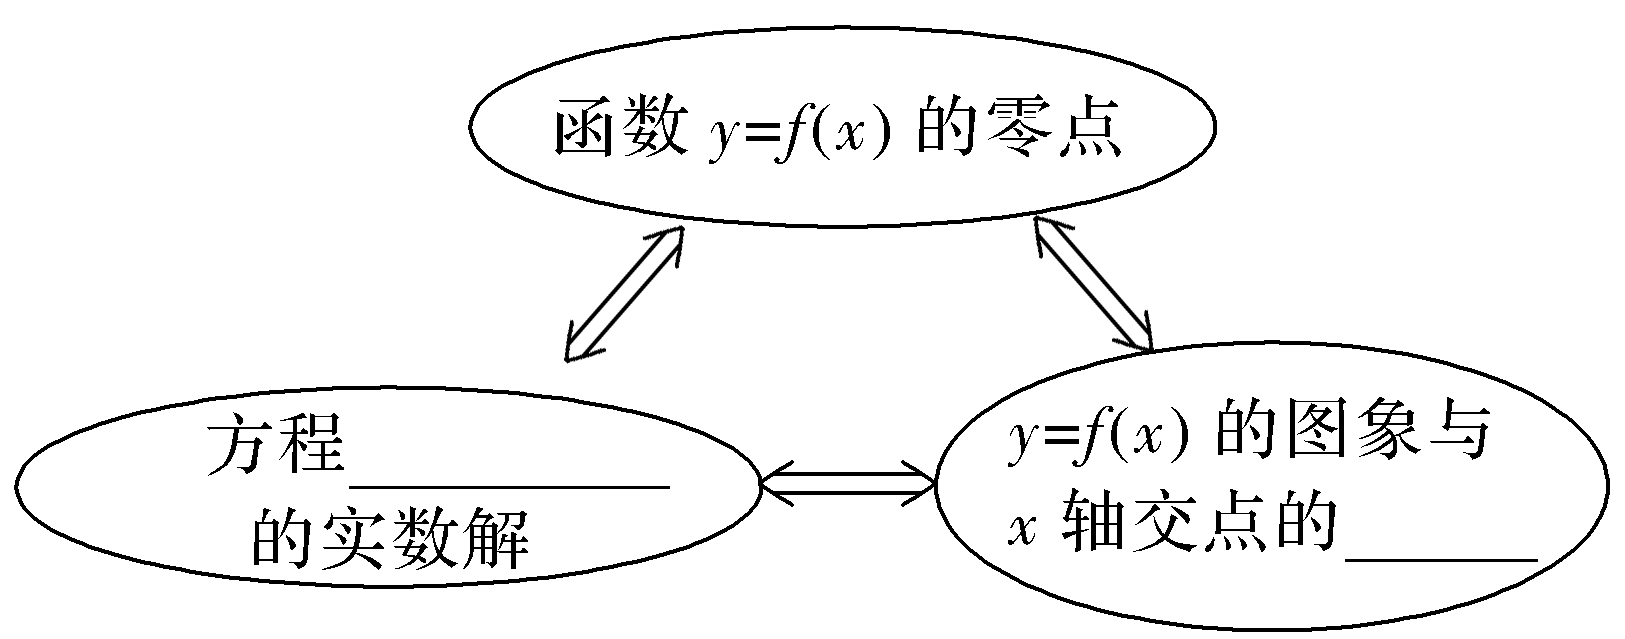 函数 y=f(x) 的零点
方程__________
的实数解
y=f(x) 的图象与
x 轴交点的______